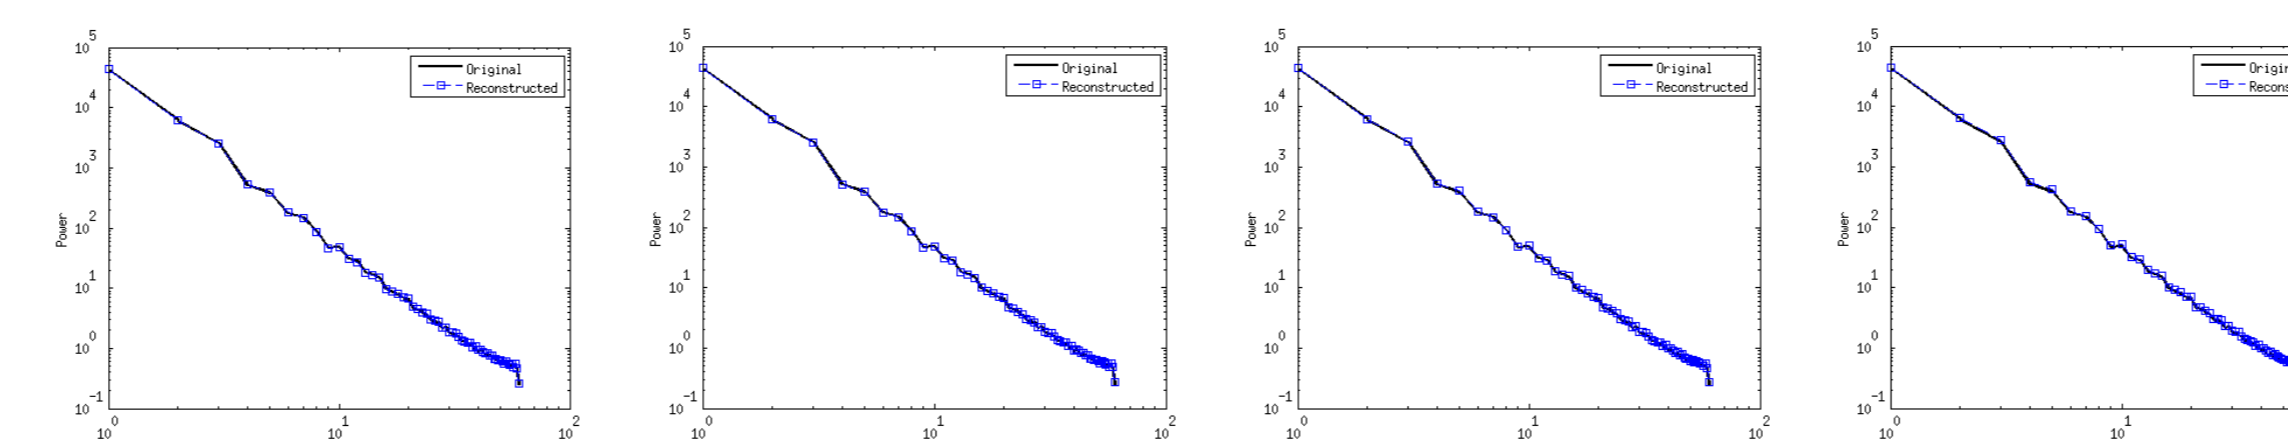 10^5 10^5 10^5 10^5
Original Original Original Origin
Reconstructed Reconstructed Reconstructed Recons
10^4 10^4 10^4 10^4
10^3 10^3 10^3 10^3
10^2 10^2 10^2 10^2
Power Power Power Power
10^1 10^1 10^1 10^1
10^0 10^0 10^0 10^0
10^-1 10^-1 10^-1 10^-1
10^0 10^1 10^2 10^0 10^1 10^2 10^0 10^1 10^2 10^0 10^1